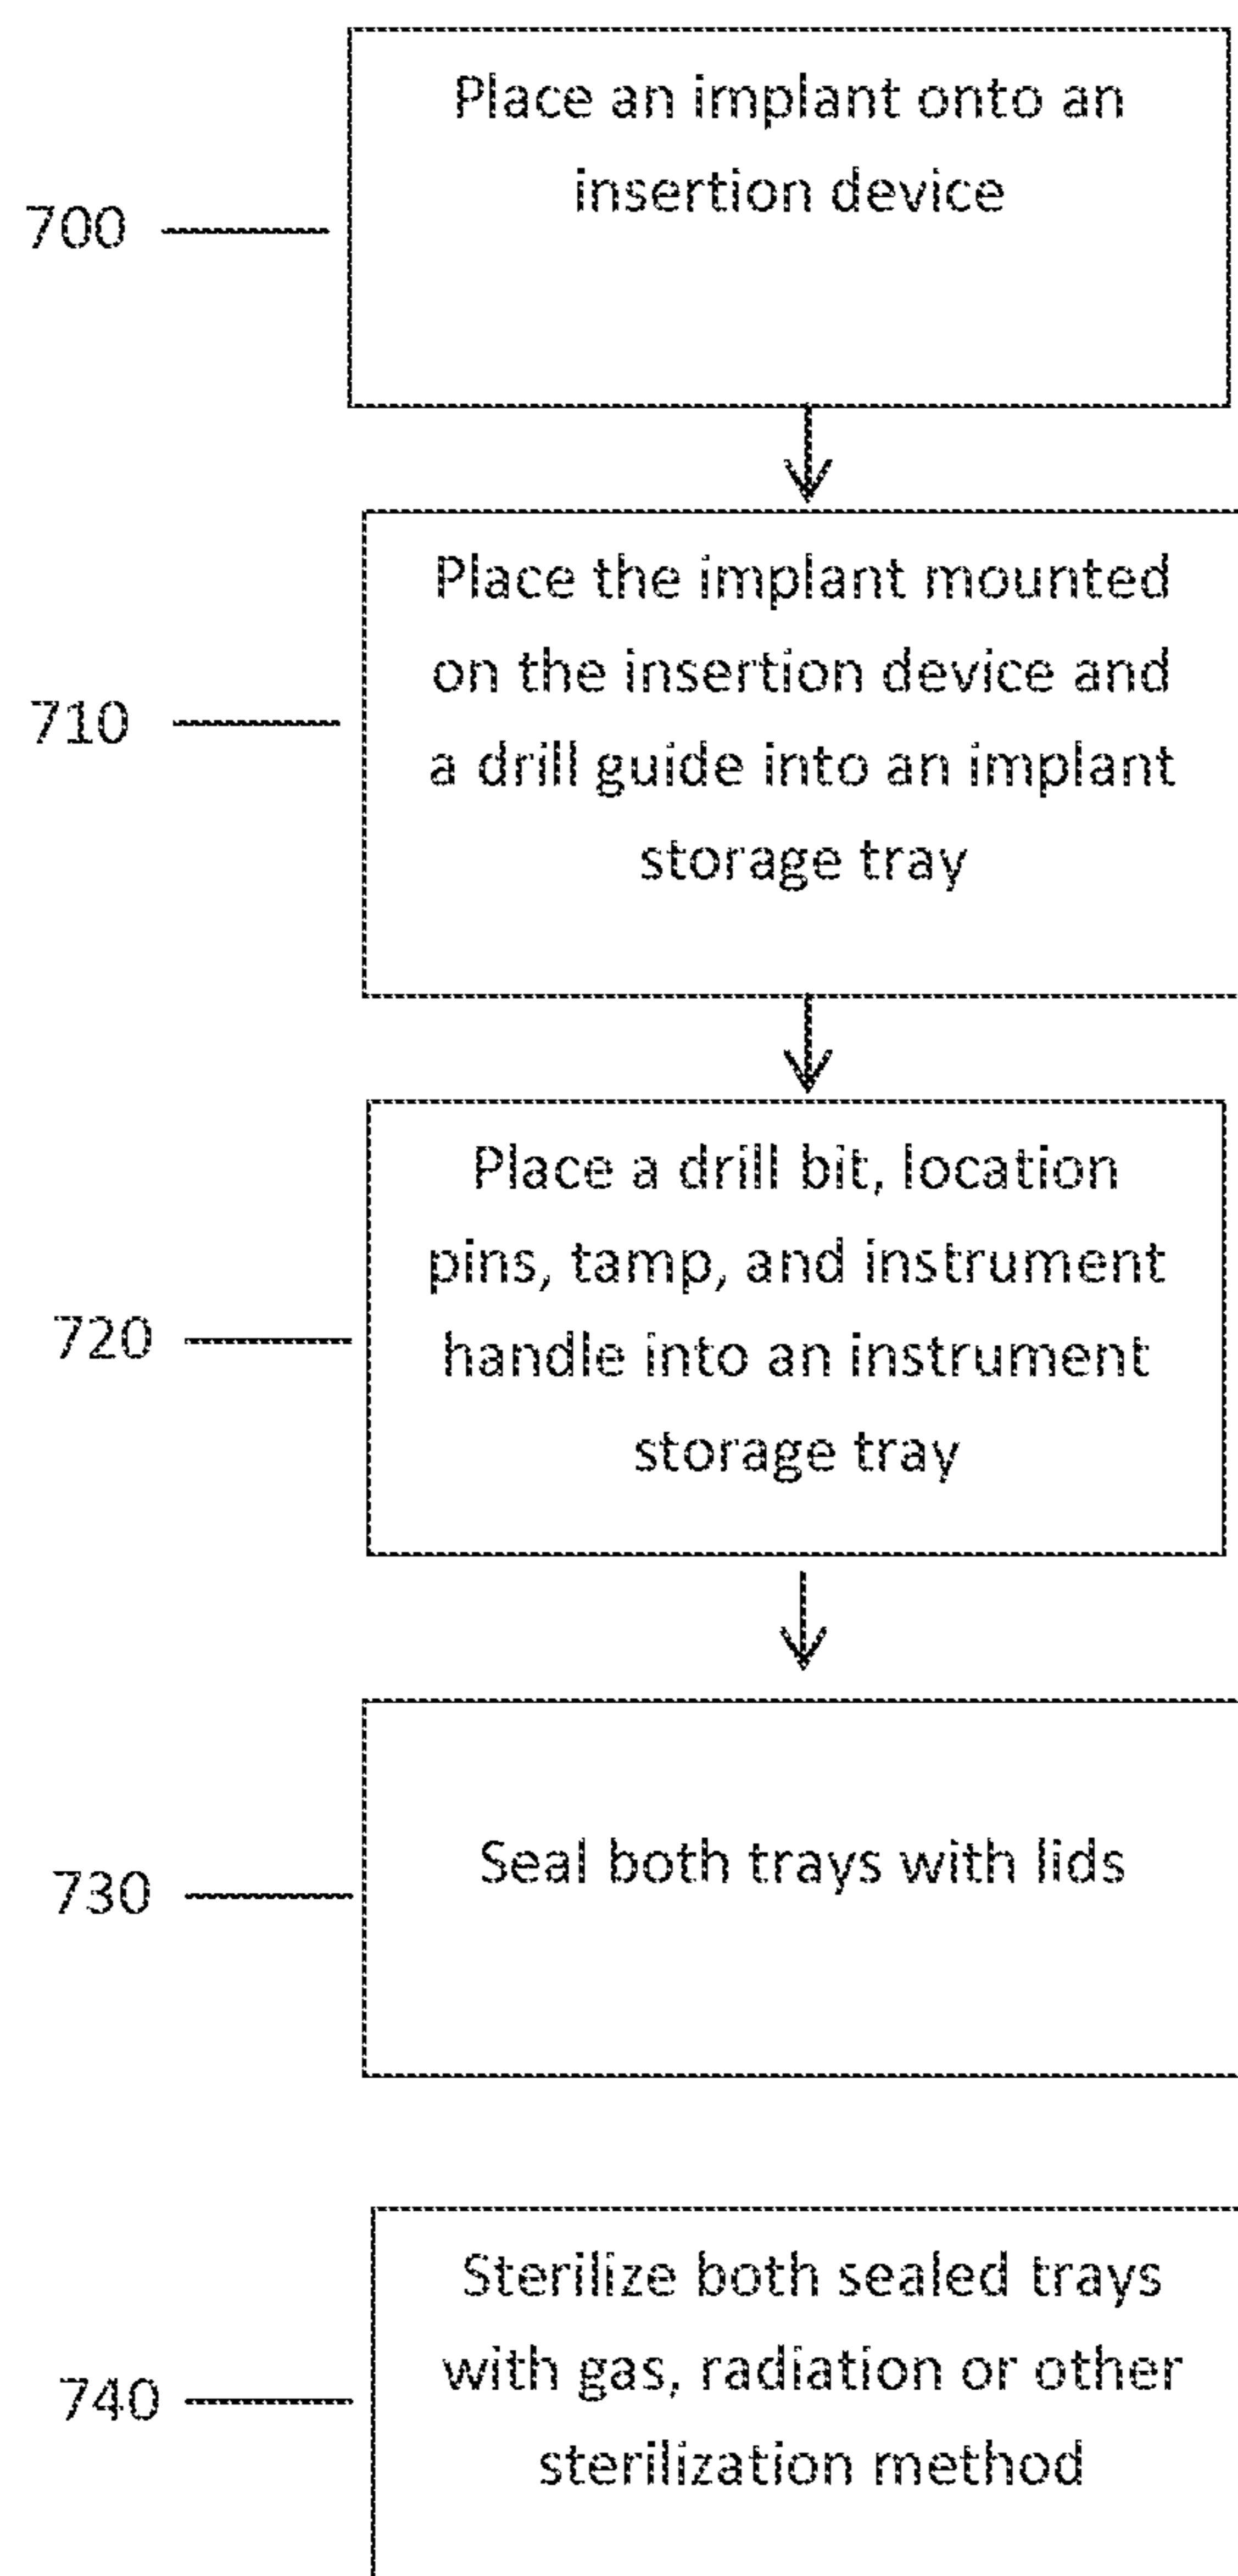 Place an implant onto an
insertion device
700
Place the implant mounted
on the insertion device and
a drill guide into an implant
storage tray
710
Place a drill bit, location
pins, tamp, and instrument
handle into an instrument
storage tray
720
Seal both trays with lids
730
Sterilize both sealed trays
with gas, radiation or other
sterilization method
740